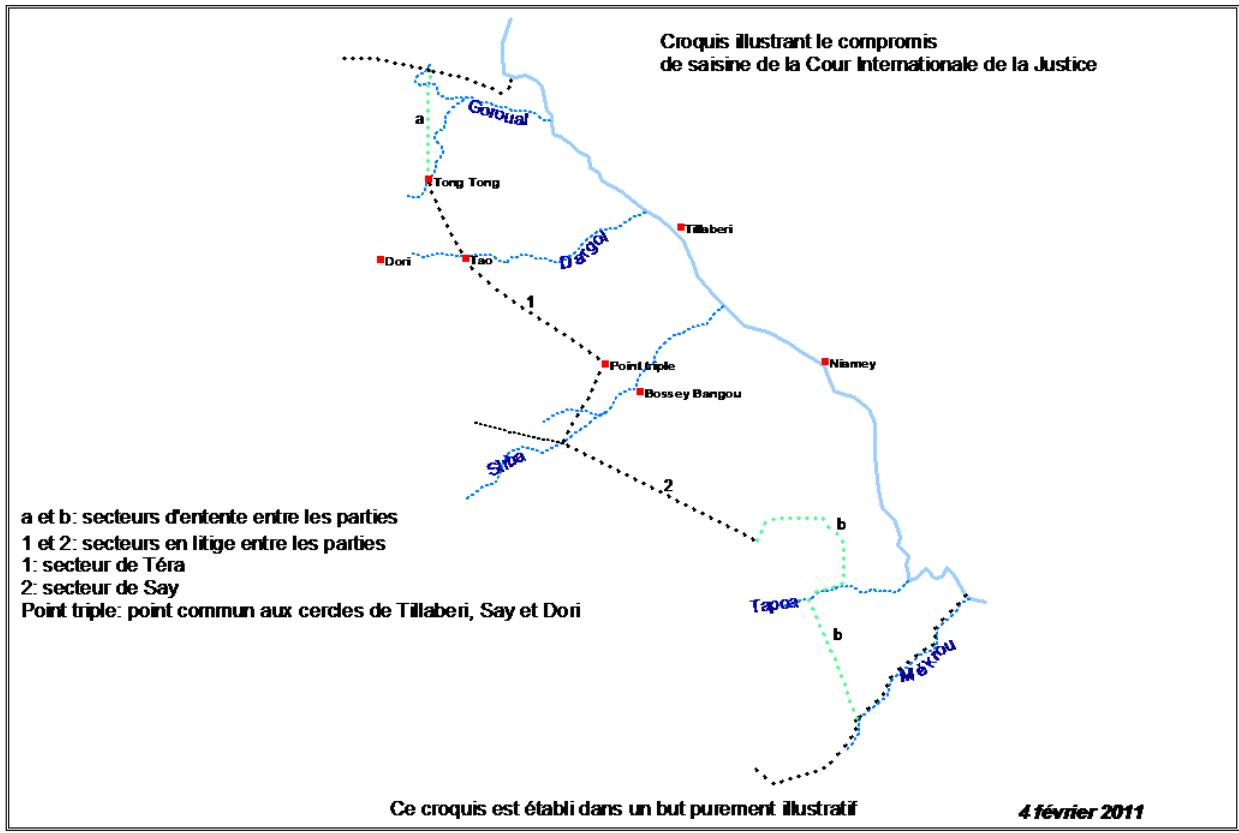 Croquis illustrant le compromis
de saisine de la Cour Internationale de la Justice
Goroual
a
Tong Tong
Tillaberi
Dargol
Dori
Tao
1
Point triple
Niamey
Bossey Bangou
Sirba
2
a et b: secteurs d'entente entre les parties
1 et 2: secteurs en litige entre les parties
1: secteur de Téra
2: secteur de Say
Point triple: point commun aux cercles de Tillaberi, Say et Dori
b
Tapoa
b
Mékrou
Ce croquis est établi dans un but purement illustratif
4 février 2011